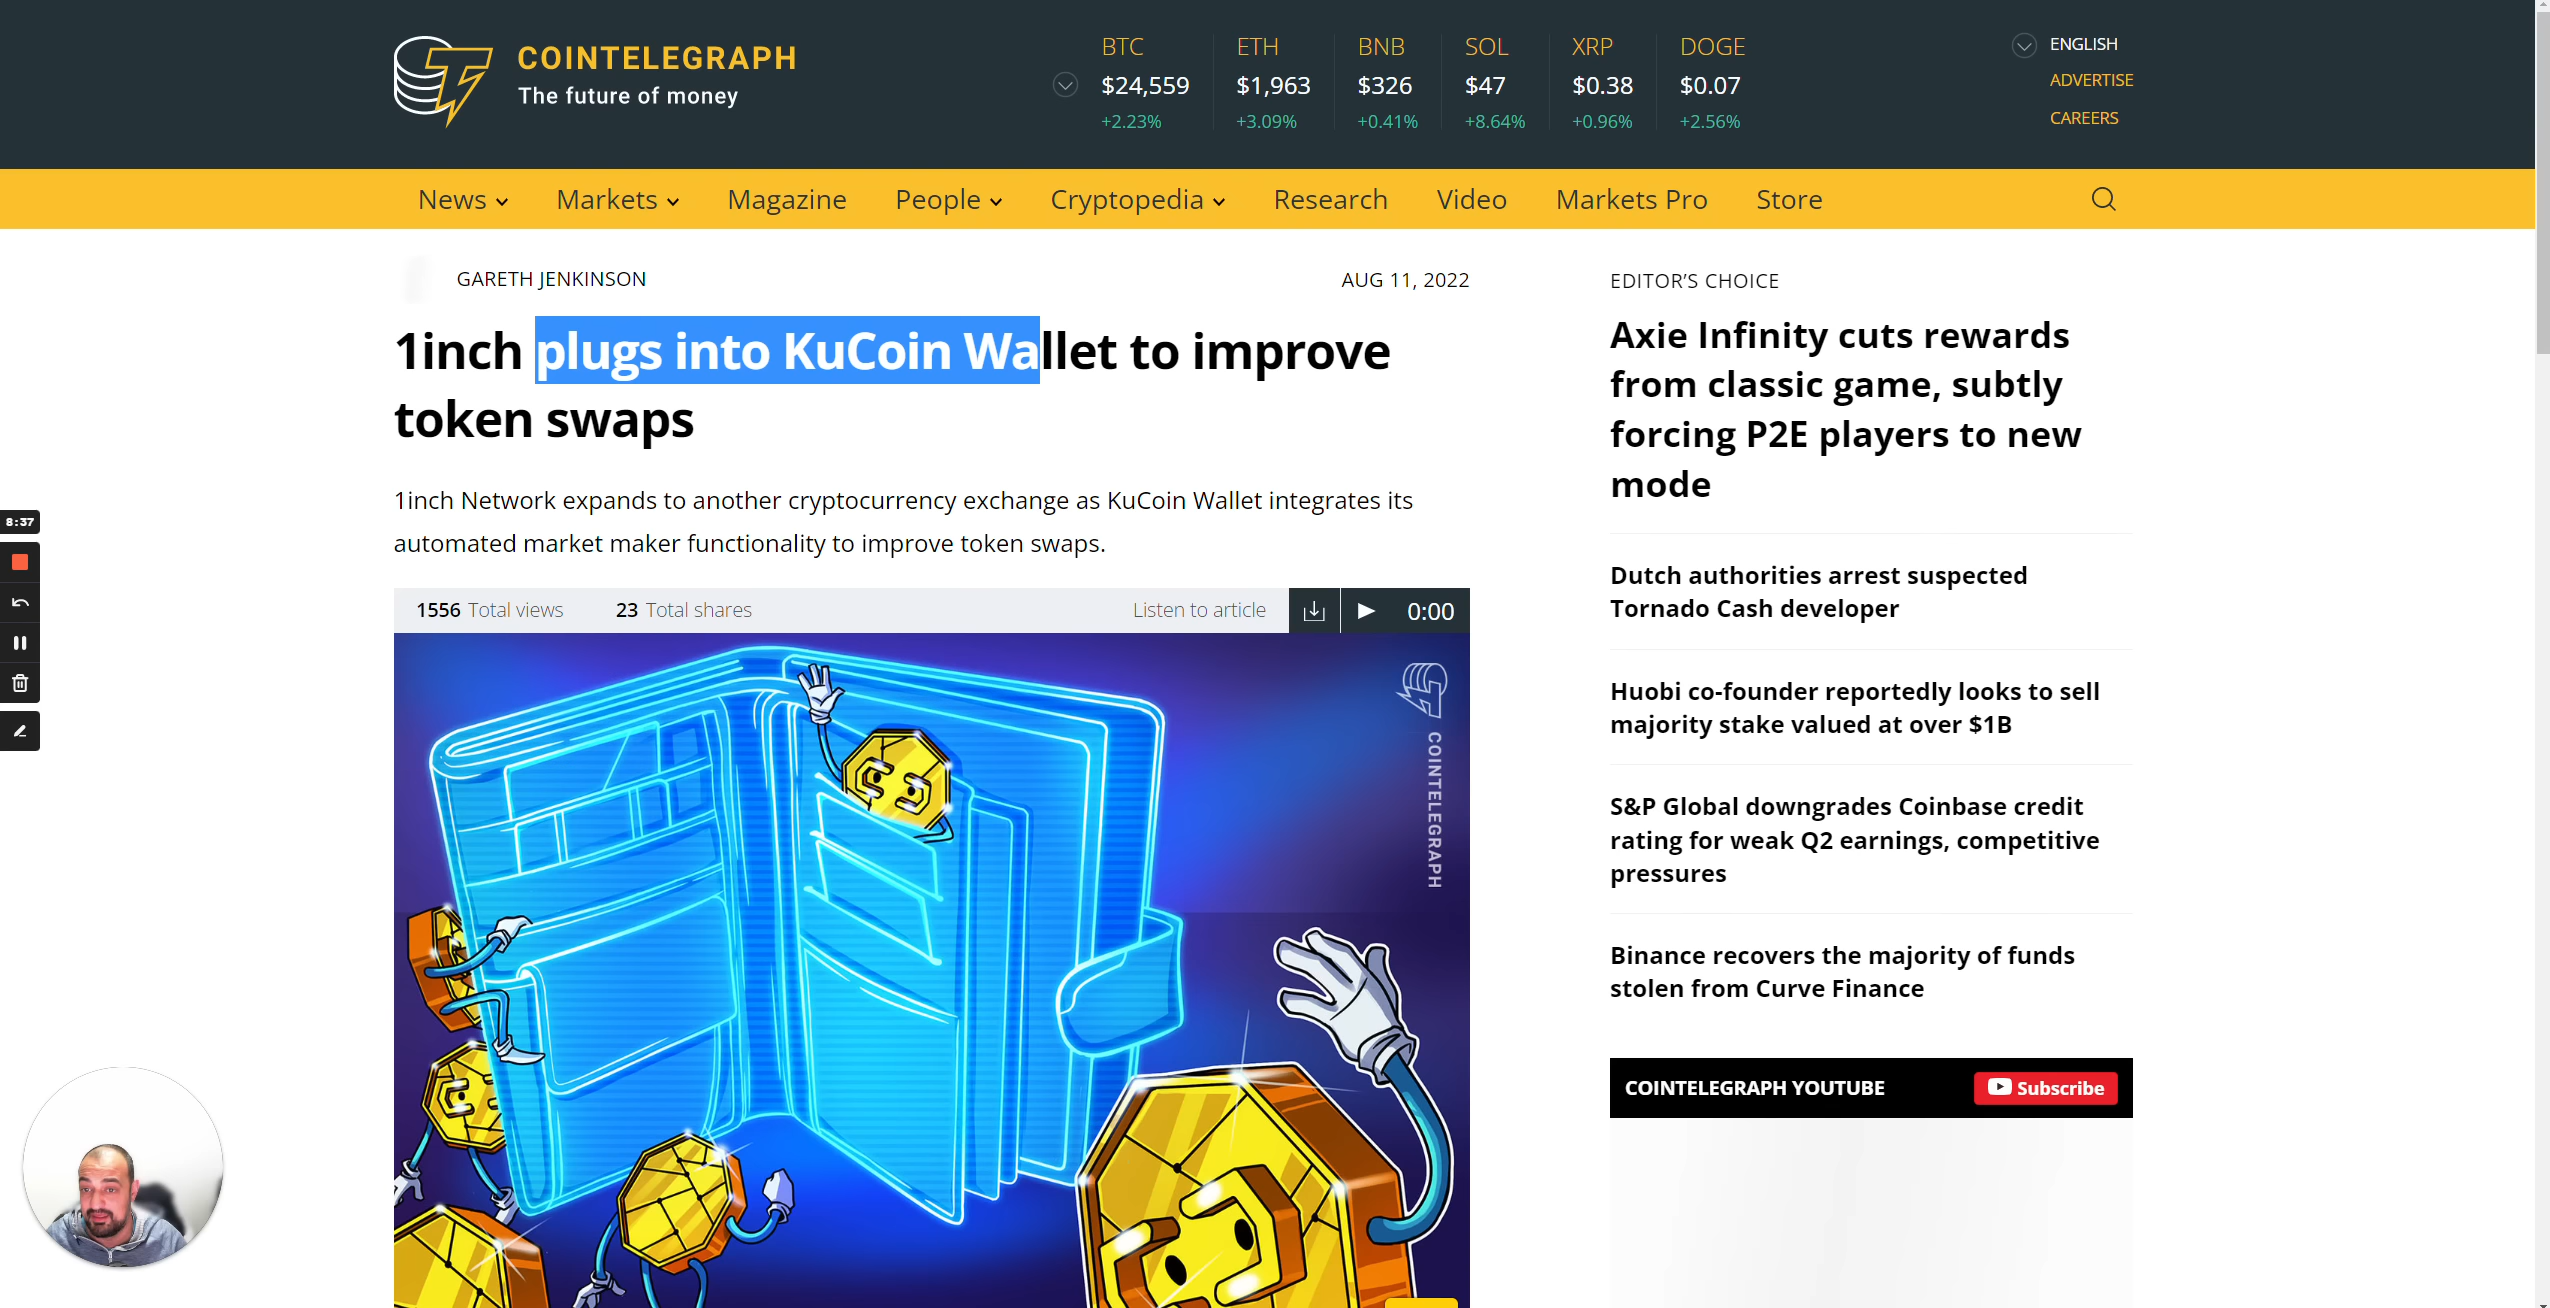 COINTELEGRAPH
The future of money
BTC
$24,559
+2.23%
ETH
$1,963
+3.09%
BNB
$326
+0.41%
SOL
$47
+8.64%
XRP
$0.38
+0.96%
DOGE
$0.07
+2.56%
ENGLISH
ADVERTISE
CAREERS
News
Markets
Magazine
People
Cryptopedia
Research
Video
Markets Pro
Store
GARETH JENKINSON
AUG 11, 2022
1inch plugs into KuCoin Wallet to improve
token swaps
1inch Network expands to another cryptocurrency exchange as KuCoin Wallet integrates its
automated market maker functionality to improve token swaps.
1556 Total views
23 Total shares
Listen to article
0:00
COINTELEGRAPH
EDITOR'S CHOICE
Axie Infinity cuts rewards
from classic game, subtly
forcing P2E players to new
mode
Dutch authorities arrest suspected
Tornado Cash developer
Huobi co-founder reportedly looks to sell
majority stake valued at over $1B
S&P Global downgrades Coinbase credit
rating for weak Q2 earnings, competitive
pressures
Binance recovers the majority of funds
stolen from Curve Finance
COINTELEGRAPH YOUTUBE
Subscribe
8:37